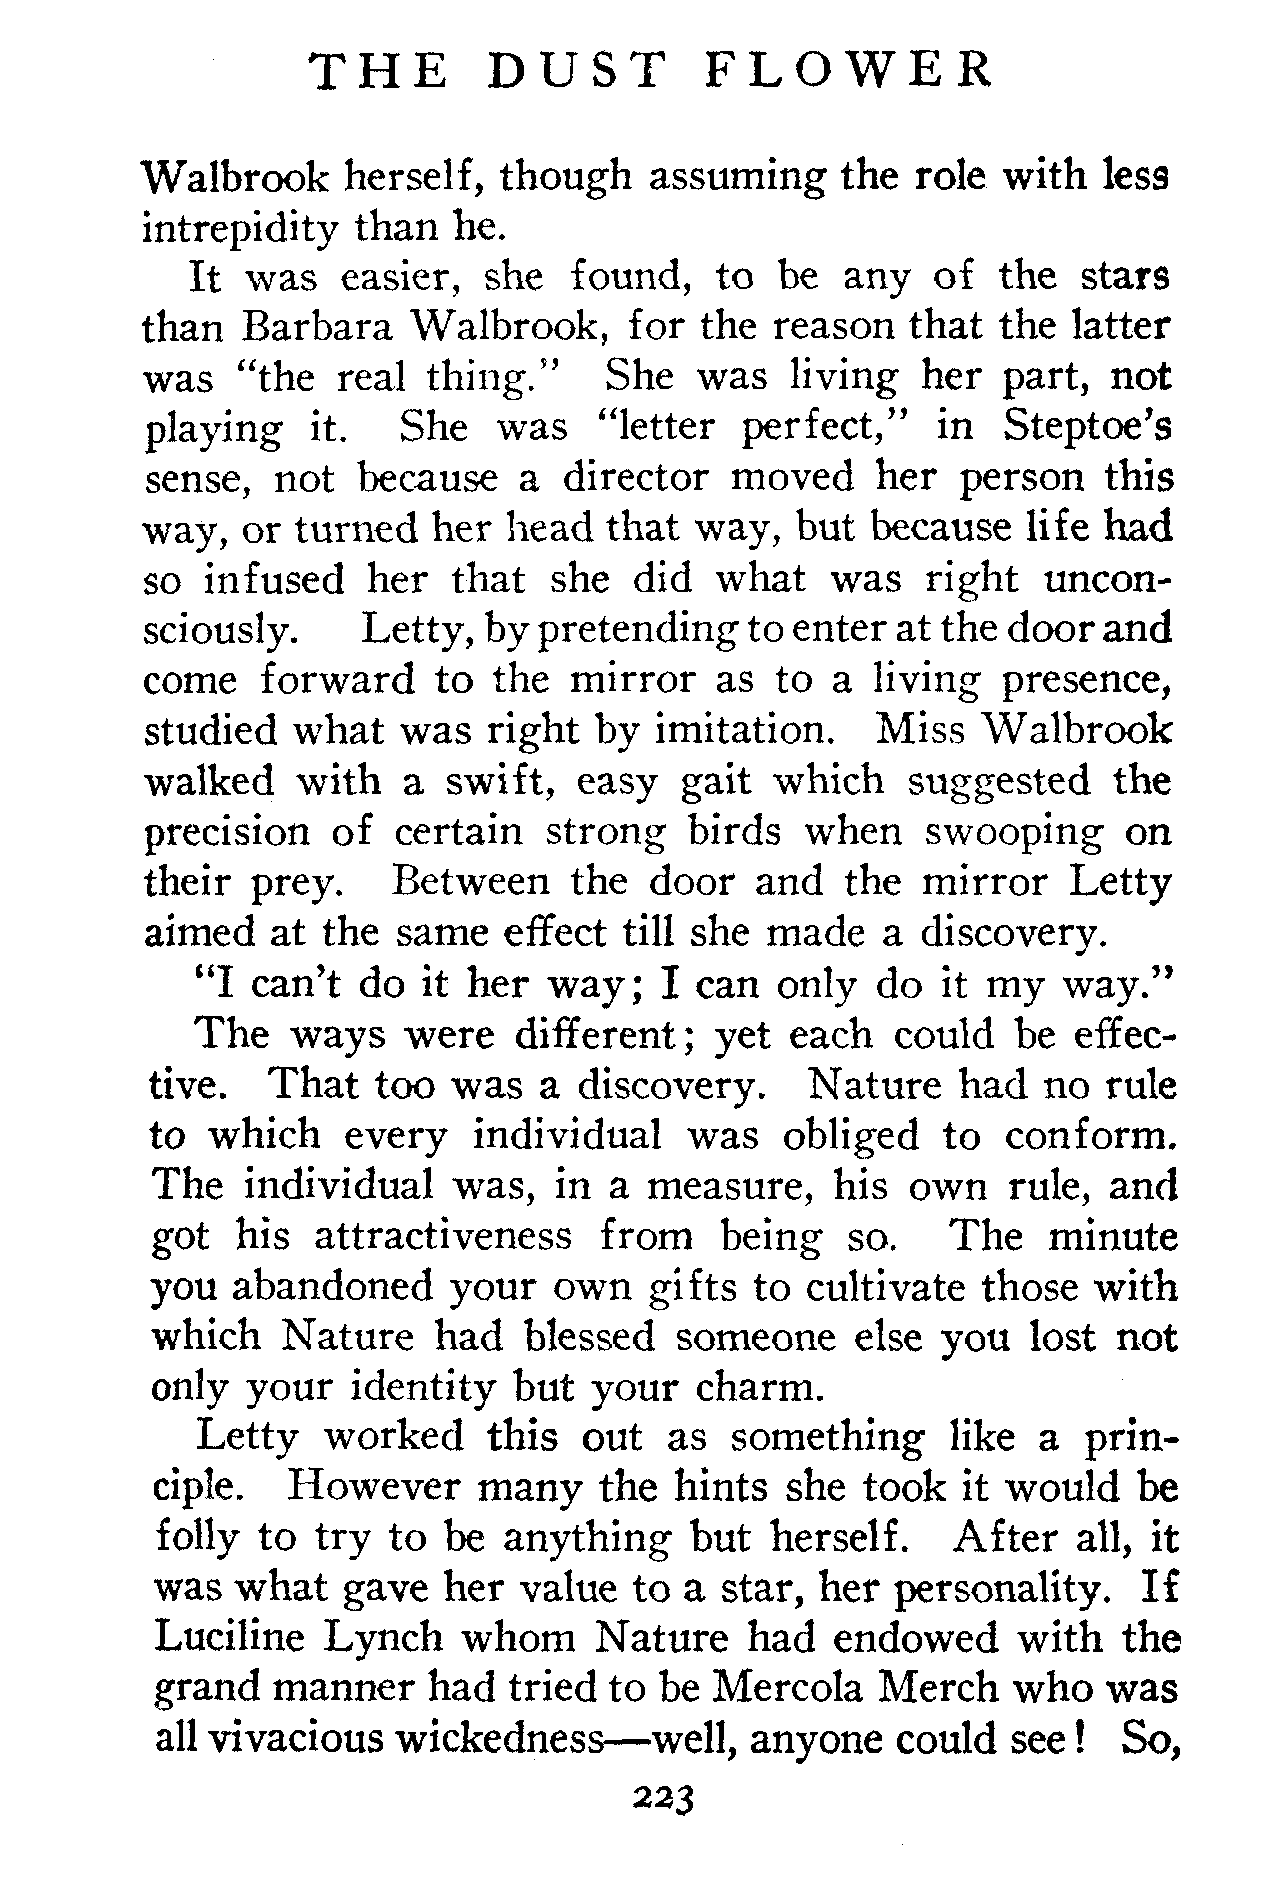 THE DUST FLOWER
Walbrook herself, though assuming the role with less
intrepidity than he.
It was easier, she found, to be any of the stars
than Barbara Walbrook, for the reason that the latter
was "the real thing." She was living her part, not
playing it. She was "letter perfect," in Steptoe's
sense, not because a director moved her person this
way, or turned her head that way, but because life had
so infused her that she did what was right uncon-
sciously. Letty, by pretending to enter at the door and
come forward to the mirror as to a living presence,
studied what was right by imitation. Miss Walbrook
walked with a swift, easy gait which suggested the
precision of certain strong birds when swooping on
their prey. Between the door and the mirror Letty
aimed at the same effect till she made a discovery.
"I can't do it her way; I can only do it my way."
The ways were different; yet each could be effec-
tive. That too was a discovery. Nature had no rule
to which every individual was obliged to conform.
The individual was, in a measure, his own rule, and
got his attractiveness from being so. The minute
you abandoned your own gifts to cultivate those with
which Nature had blessed someone else you lost not
only your identity but your charm.
Letty worked this out as something like a prin-
ciple. However many the hints she took it would be
folly to try to be anything but herself. After all, it
was what gave her value to a star, her personality. If
Luciline Lynch whom Nature had endowed with the
grand manner had tried to be Mercola Merch who was
all vivacious wickedness—well, anyone could see! So,
223